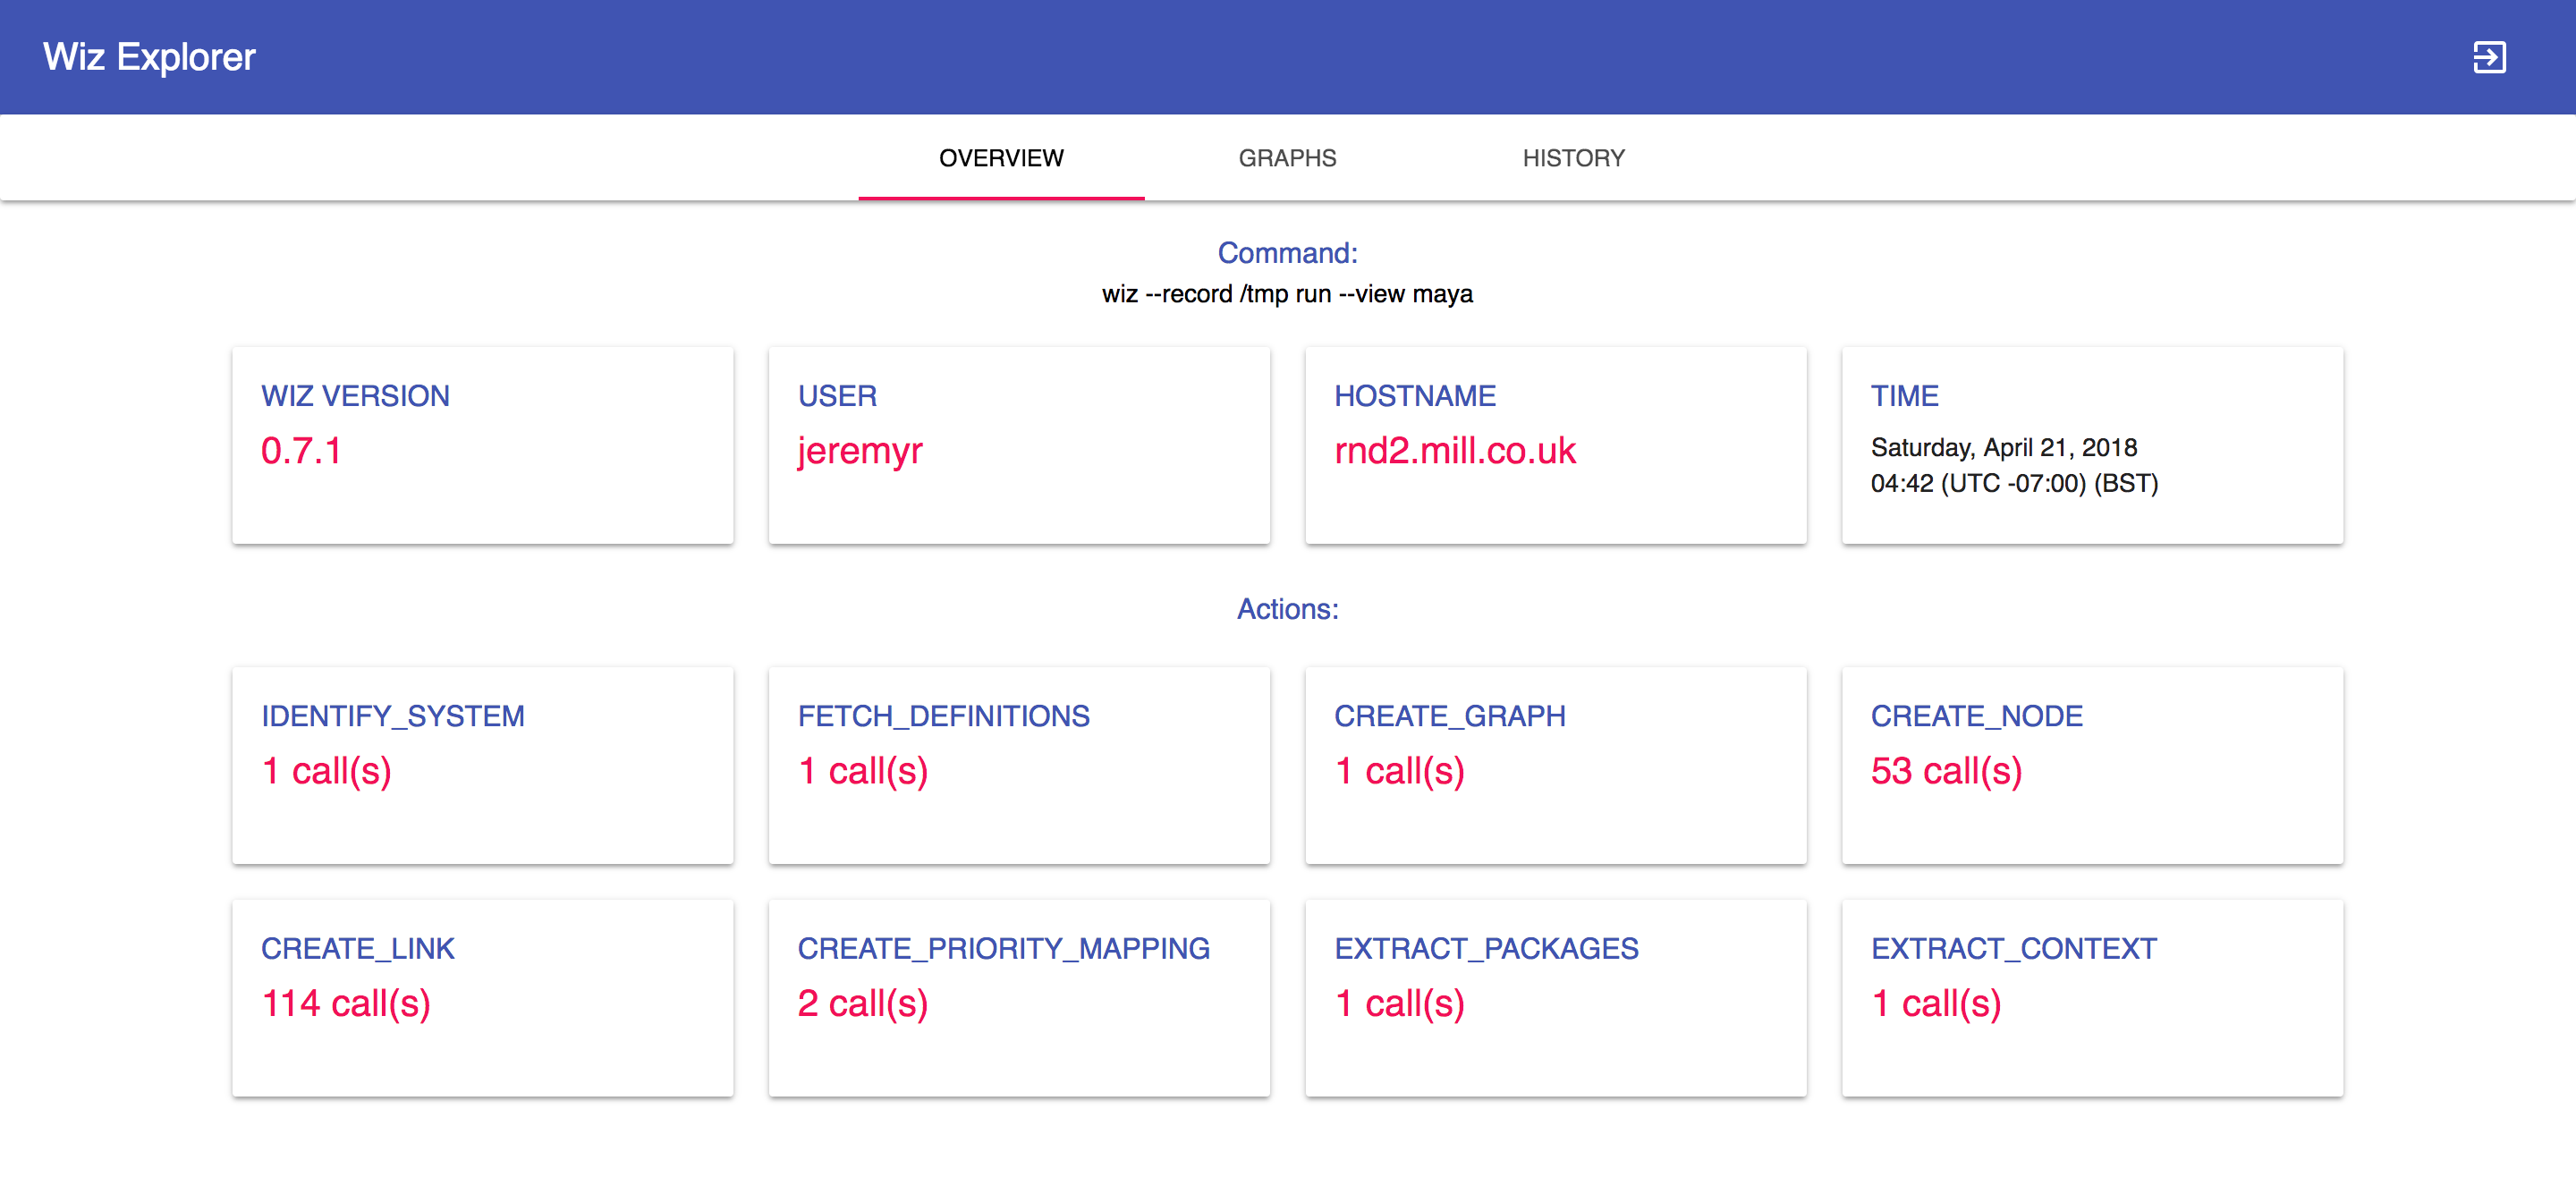 Wiz Explorer
OVERVIEW
GRAPHS
HISTORY
Command:
wiz --record /tmp run --view maya
WIZ VERSION
0.7.1
USER
jeremyr
HOSTNAME
rnd2.mill.co.uk
TIME
Saturday, April 21, 2018
04:42 (UTC -07:00) (BST)
Actions:
IDENTIFY_SYSTEM
1 call(s)
FETCH_DEFINITIONS
1 call(s)
CREATE_GRAPH
1 call(s)
CREATE_NODE
53 call(s)
CREATE_LINK
114 call(s)
CREATE_PRIORITY_MAPPING
2 call(s)
EXTRACT_PACKAGES
1 call(s)
EXTRACT_CONTEXT
1 call(s)